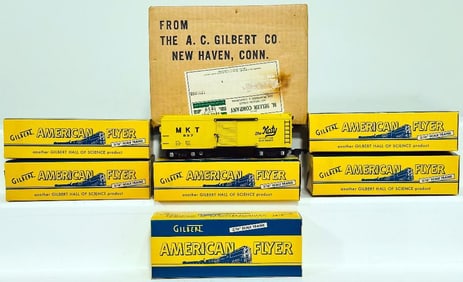 FROM
THE A. C. GILBERT CO.
NEW HAVEN, CONN.
M. SELLER COMPANY
MKT
937
The Katy
GILBERT
AMERICAN FLYER
another GILBERT HALL OF SCIENCE product
GILBERT
AMERICAN FLYER
another GILBERT HALL OF SCIENCE product
GILBERT
AMERICAN FLYER
another GILBERT HALL OF SCIENCE product
GILBERT
AMERICAN FLYER
another GILBERT HALL OF SCIENCE product
GILBERT
AMERICAN FLYER
another GILBERT HALL OF SCIENCE product
GILBERT
AMERICAN FLYER